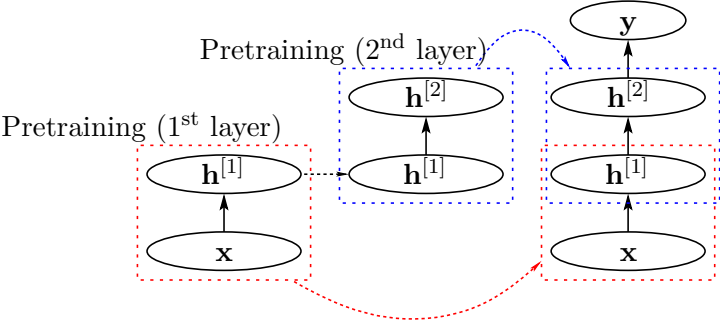 y
Pretraining (2nd layer)
h[2]
h[2]
Pretraining (1st layer)
h[1]
h[1]
h[1]
x
x